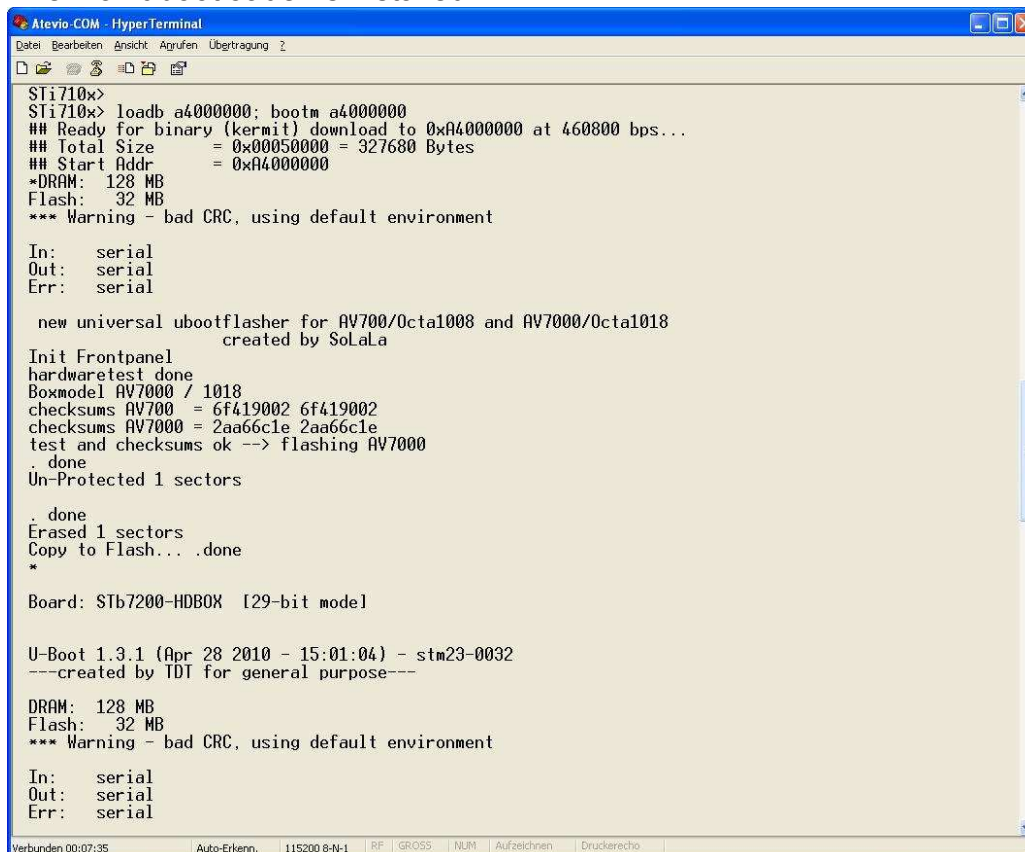 Atevio-COM - HyperTerminal
Datei Bearbeiten Ansicht Anrufen Übertragung ?
STi710x>
STi710x> loadb a4000000; bootm a4000000
## Ready for binary (kermit) download to 0xA4000000 at 460800 bps...
## Total Size      = 0x00050000 = 327680 Bytes
## Start Addr      = 0xA4000000
*DRAM:  128 MB
Flash:   32 MB
*** Warning - bad CRC, using default environment
In:    serial
Out:   serial
Err:   serial
new universal ubootflasher for AV700/Octa1008 and AV7000/Octa1018
created by SoLaLa
Init Frontpanel
hardwaretest done
Boxmodel AV7000 / 1018
checksums AV700  = 6f419002 6f419002
checksums AV7000 = 2aa66c1e 2aa66c1e
test and checksums ok --> flashing AV7000
. done
Un-Protected 1 sectors
. done
Erased 1 sectors
Copy to Flash... .done
*
Board: STb7200-HDBOX  [29-bit mode]
U-Boot 1.3.1 (Apr 28 2010 - 15:01:04) - stm23-0032
---created by TDT for general purpose---
DRAM:  128 MB
Flash:   32 MB
*** Warning - bad CRC, using default environment
In:    serial
Out:   serial
Err:   serial
Verbunden 00:07:35 Auto-Erkenn. 115200 8-N-1 RF GROSS NUM Aufzeichnen Druckerecho